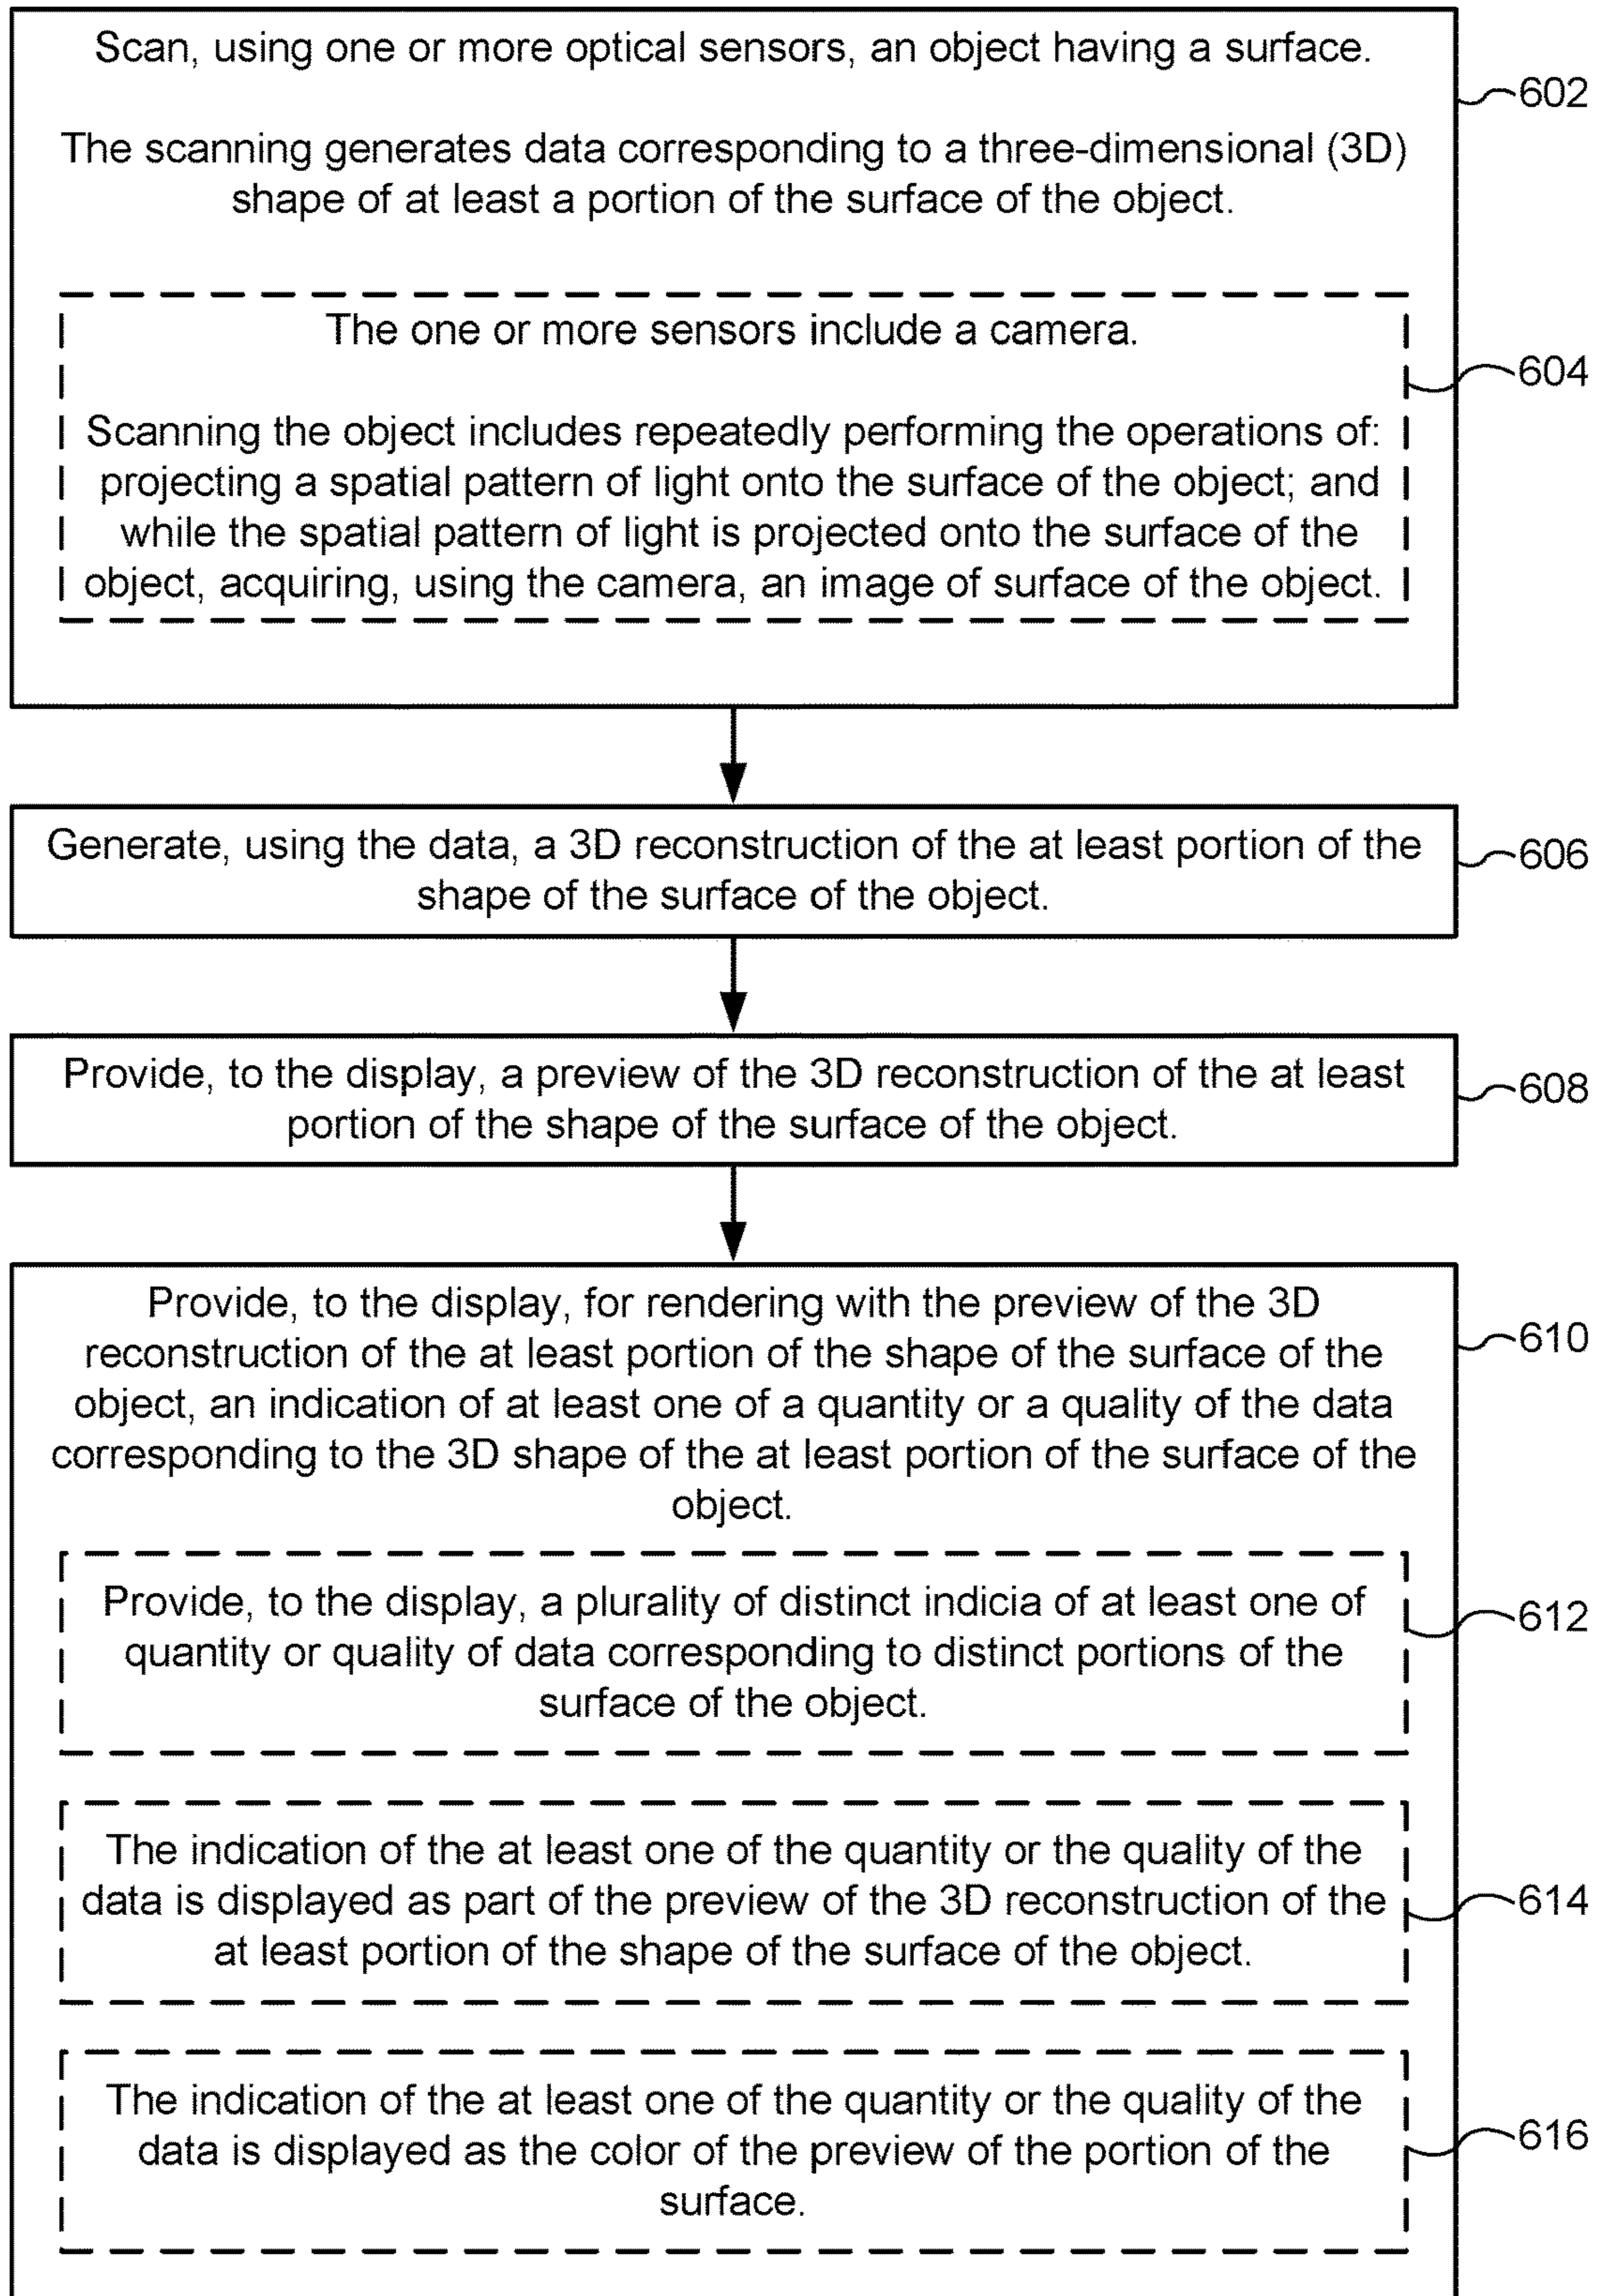 Scan, using one or more optical sensors, an object having a surface.
602
The scanning generates data corresponding to a three-dimensional (3D)
shape of at least a portion of the surface of the object.
The one or more sensors include a camera.
604
Scanning the object includes repeatedly performing the operations of:
projecting a spatial pattern of light onto the surface of the object; and
while the spatial pattern of light is projected onto the surface of the
object, acquiring, using the camera, an image of surface of the object.
Generate, using the data, a 3D reconstruction of the at least portion of the
shape of the surface of the object.
606
Provide, to the display, a preview of the 3D reconstruction of the at least
portion of the shape of the surface of the object.
608
Provide, to the display, for rendering with the preview of the 3D
reconstruction of the at least portion of the shape of the surface of the
object, an indication of at least one of a quantity or a quality of the data
corresponding to the 3D shape of the at least portion of the surface of the
object.
610
Provide, to the display, a plurality of distinct indicia of at least one of
quantity or quality of data corresponding to distinct portions of the
surface of the object.
612
The indication of the at least one of the quantity or the quality of the
data is displayed as part of the preview of the 3D reconstruction of the
at least portion of the shape of the surface of the object.
614
The indication of the at least one of the quantity or the quality of the
data is displayed as the color of the preview of the portion of the
surface.
616